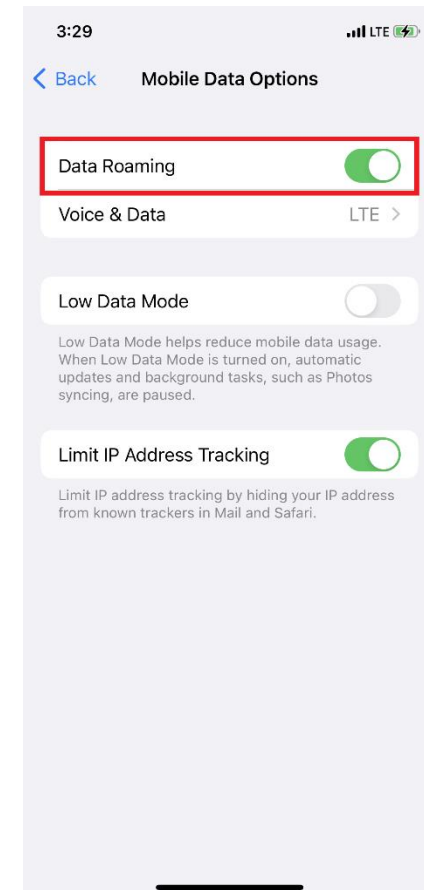 3:29 LTE
Back Mobile Data Options
Data Roaming
Voice & Data LTE
Low Data Mode
Low Data Mode helps reduce mobile data usage.
When Low Data Mode is turned on, automatic
updates and background tasks, such as Photos
syncing, are paused.
Limit IP Address Tracking
Limit IP address tracking by hiding your IP address
from known trackers in Mail and Safari.